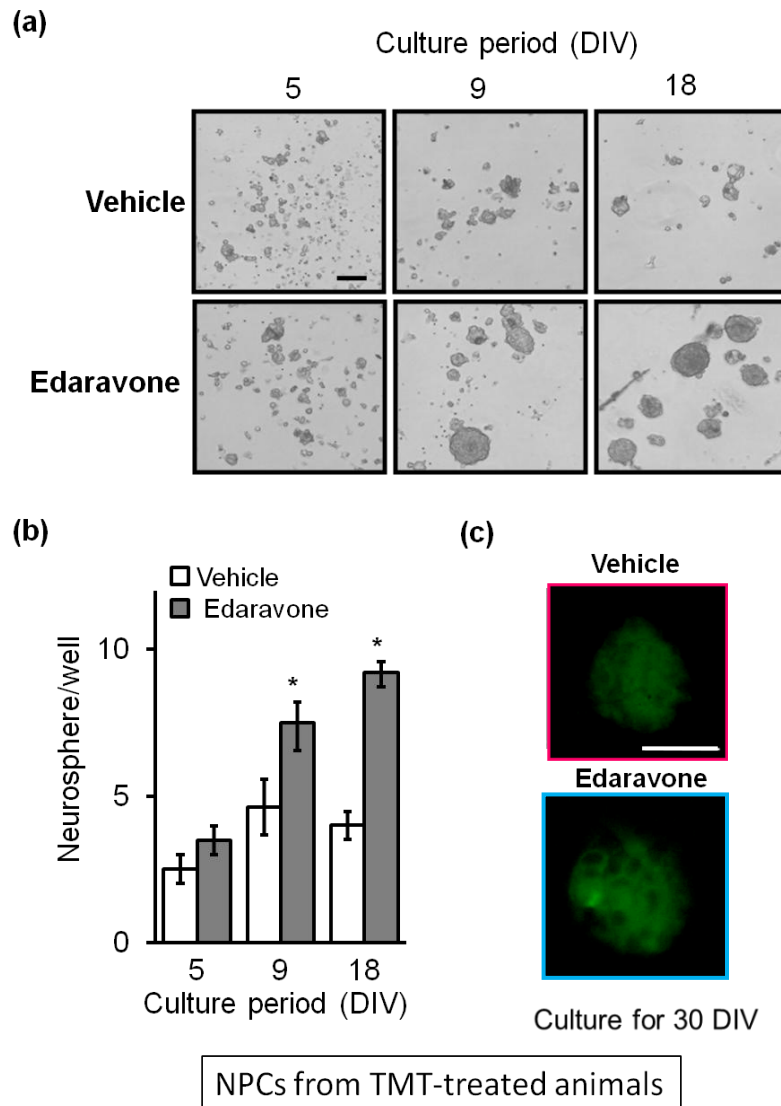 (a)
Culture period (DIV)
5 9 18
Vehicle
Edaravone
(b)
Vehicle
Edaravone
Neurosphere/well
10
5
0
* *
5 9 18
Culture period (DIV)
(c)
Vehicle
Edaravone
Culture for 30 DIV
NPCs from TMT-treated animals